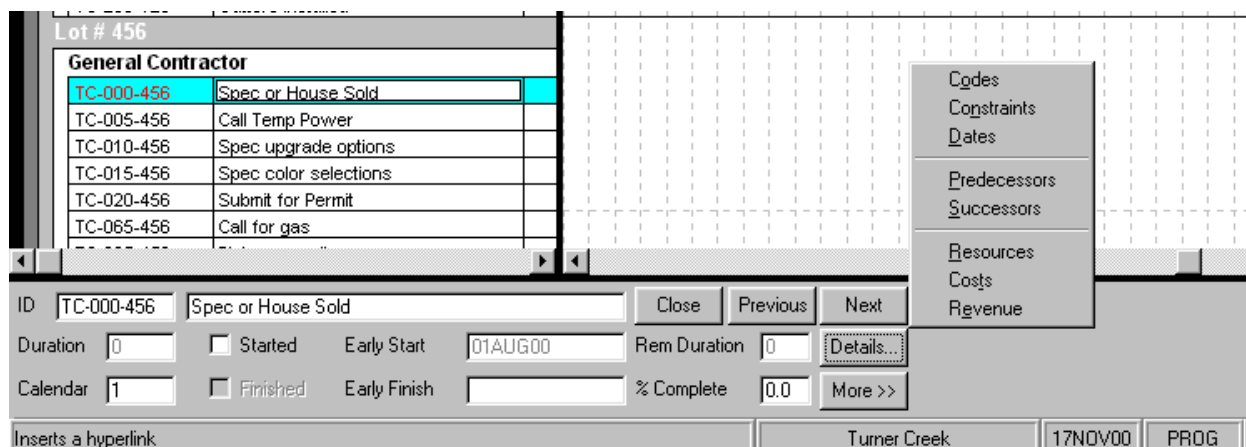 Lot # 456
General Contractor
TC-000-456 Spec or House Sold
TC-005-456 Call Temp Power
TC-010-456 Spec upgrade options
TC-015-456 Spec color selections
TC-020-456 Submit for Permit
TC-065-456 Call for gas
Codes
Constraints
Dates
Predecessors
Successors
Resources
Costs
Revenue
ID TC-000-456 Spec or House Sold Close Previous Next
Duration 0 Started Early Start 01AUG00 Rem Duration 0 Details...
Calendar 1 Finished Early Finish % Complete 0.0 More >>
Inserts a hyperlink Turner Creek 17NOV00 PROG